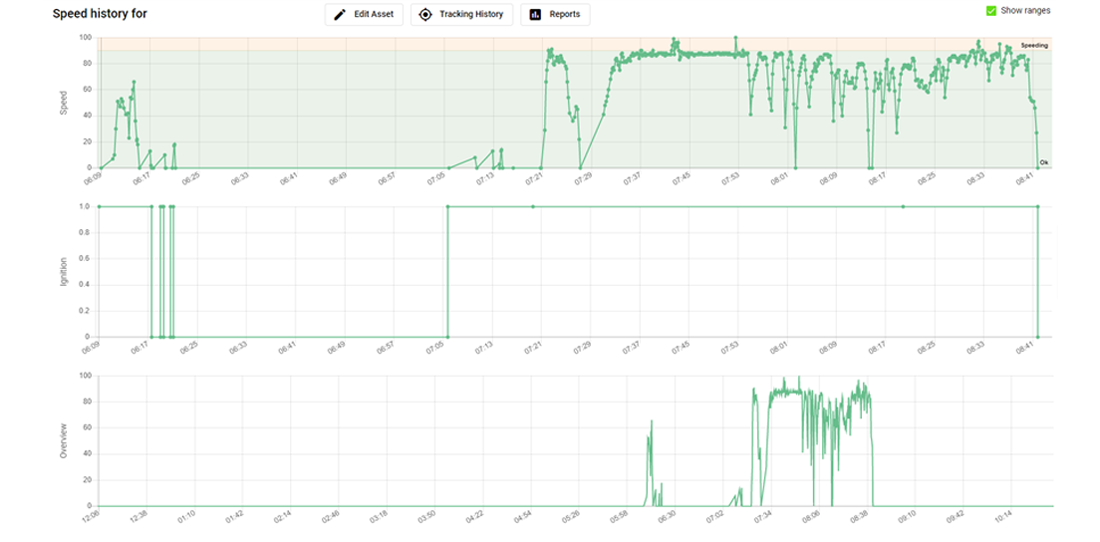 Speed history for
Edit Asset
Tracking History
Reports
Show ranges
Speed
100
80
60
40
20
0
Speeding
Ok
06:09 06:17 06:25 06:33 06:41 06:49 06:57 07:05 07:13 07:21 07:29 07:37 07:45 07:53 08:01 08:09 08:17 08:25 08:33 08:41
Ignition
1.0
0.8
0.6
0.4
0.2
0
06:09 06:17 06:25 06:33 06:41 06:49 06:57 07:05 07:13 07:21 07:29 07:37 07:45 07:53 08:01 08:09 08:17 08:25 08:33 08:41
Overview
100
80
60
40
20
0
12:06 12:38 01:10 01:42 02:14 02:46 03:18 03:50 04:22 04:54 05:26 05:58 06:30 07:02 07:34 08:06 08:38 09:10 09:42 10:14